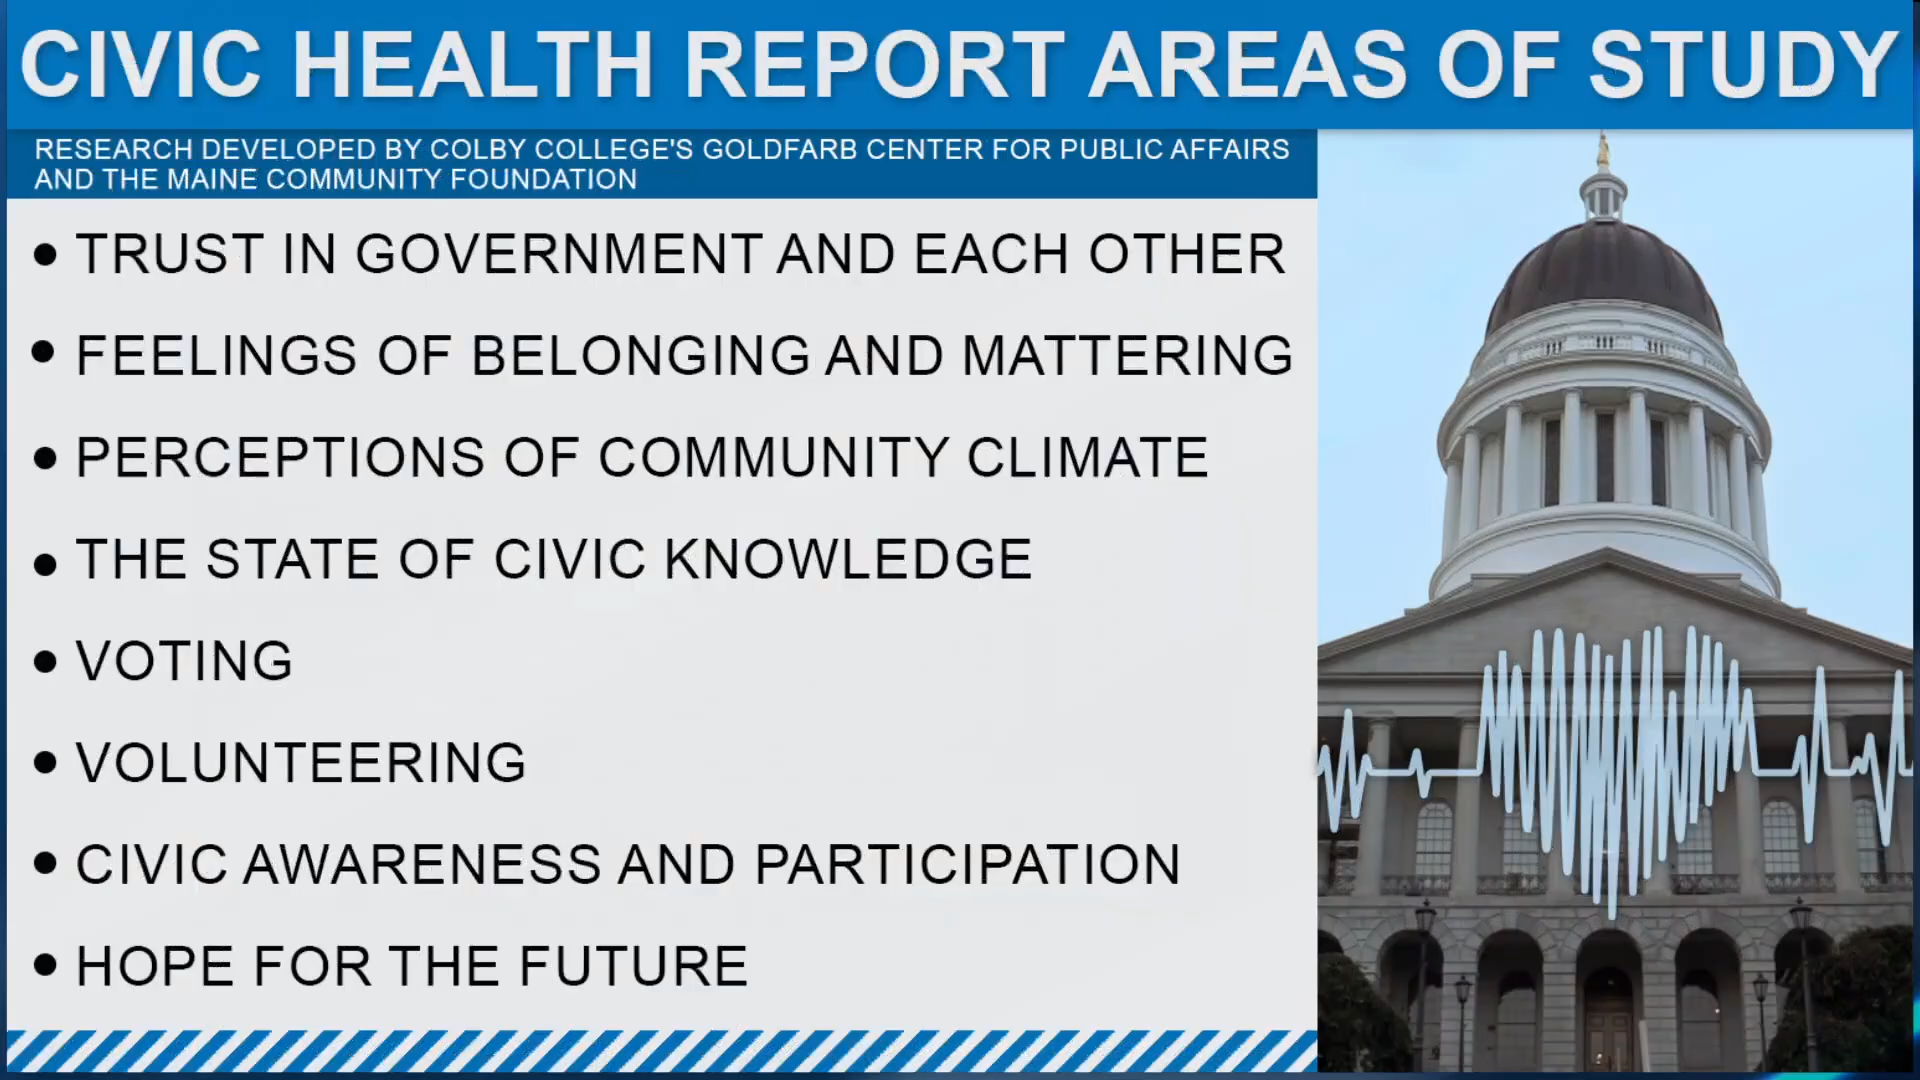 CIVIC HEALTH REPORT AREAS OF STUDY
RESEARCH DEVELOPED BY COLBY COLLEGE'S GOLDFARB CENTER FOR PUBLIC AFFAIRS
AND THE MAINE COMMUNITY FOUNDATION
• TRUST IN GOVERNMENT AND EACH OTHER
• FEELINGS OF BELONGING AND MATTERING
• PERCEPTIONS OF COMMUNITY CLIMATE
• THE STATE OF CIVIC KNOWLEDGE
• VOTING
• VOLUNTEERING
• CIVIC AWARENESS AND PARTICIPATION
• HOPE FOR THE FUTURE